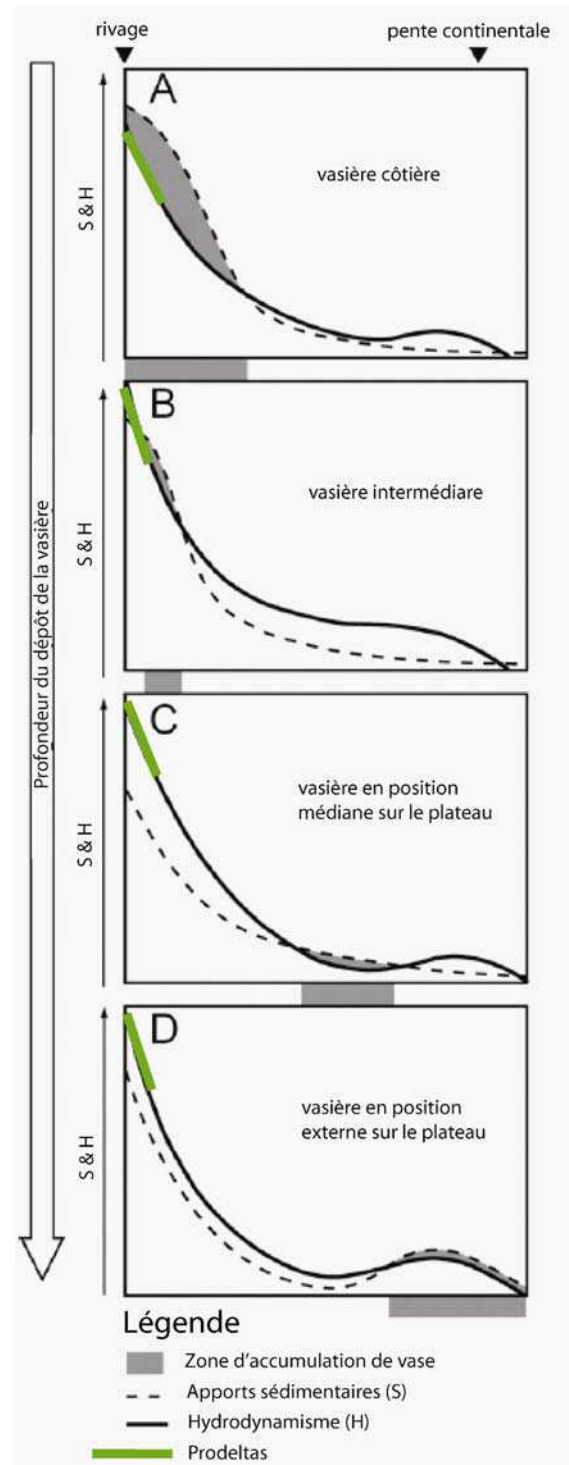 rivage
pente continentale
A
S & H
vasière côtière
B
S & H
vasière intermédiare
Profondeur du dépôt de la vasière
C
S & H
vasière en position
médiane sur le plateau
D
S & H
vasière en position
externe sur le plateau
Légende
Zone d'accumulation de vase
Apports sédimentaires (S)
Hydrodynamisme (H)
Prodeltas